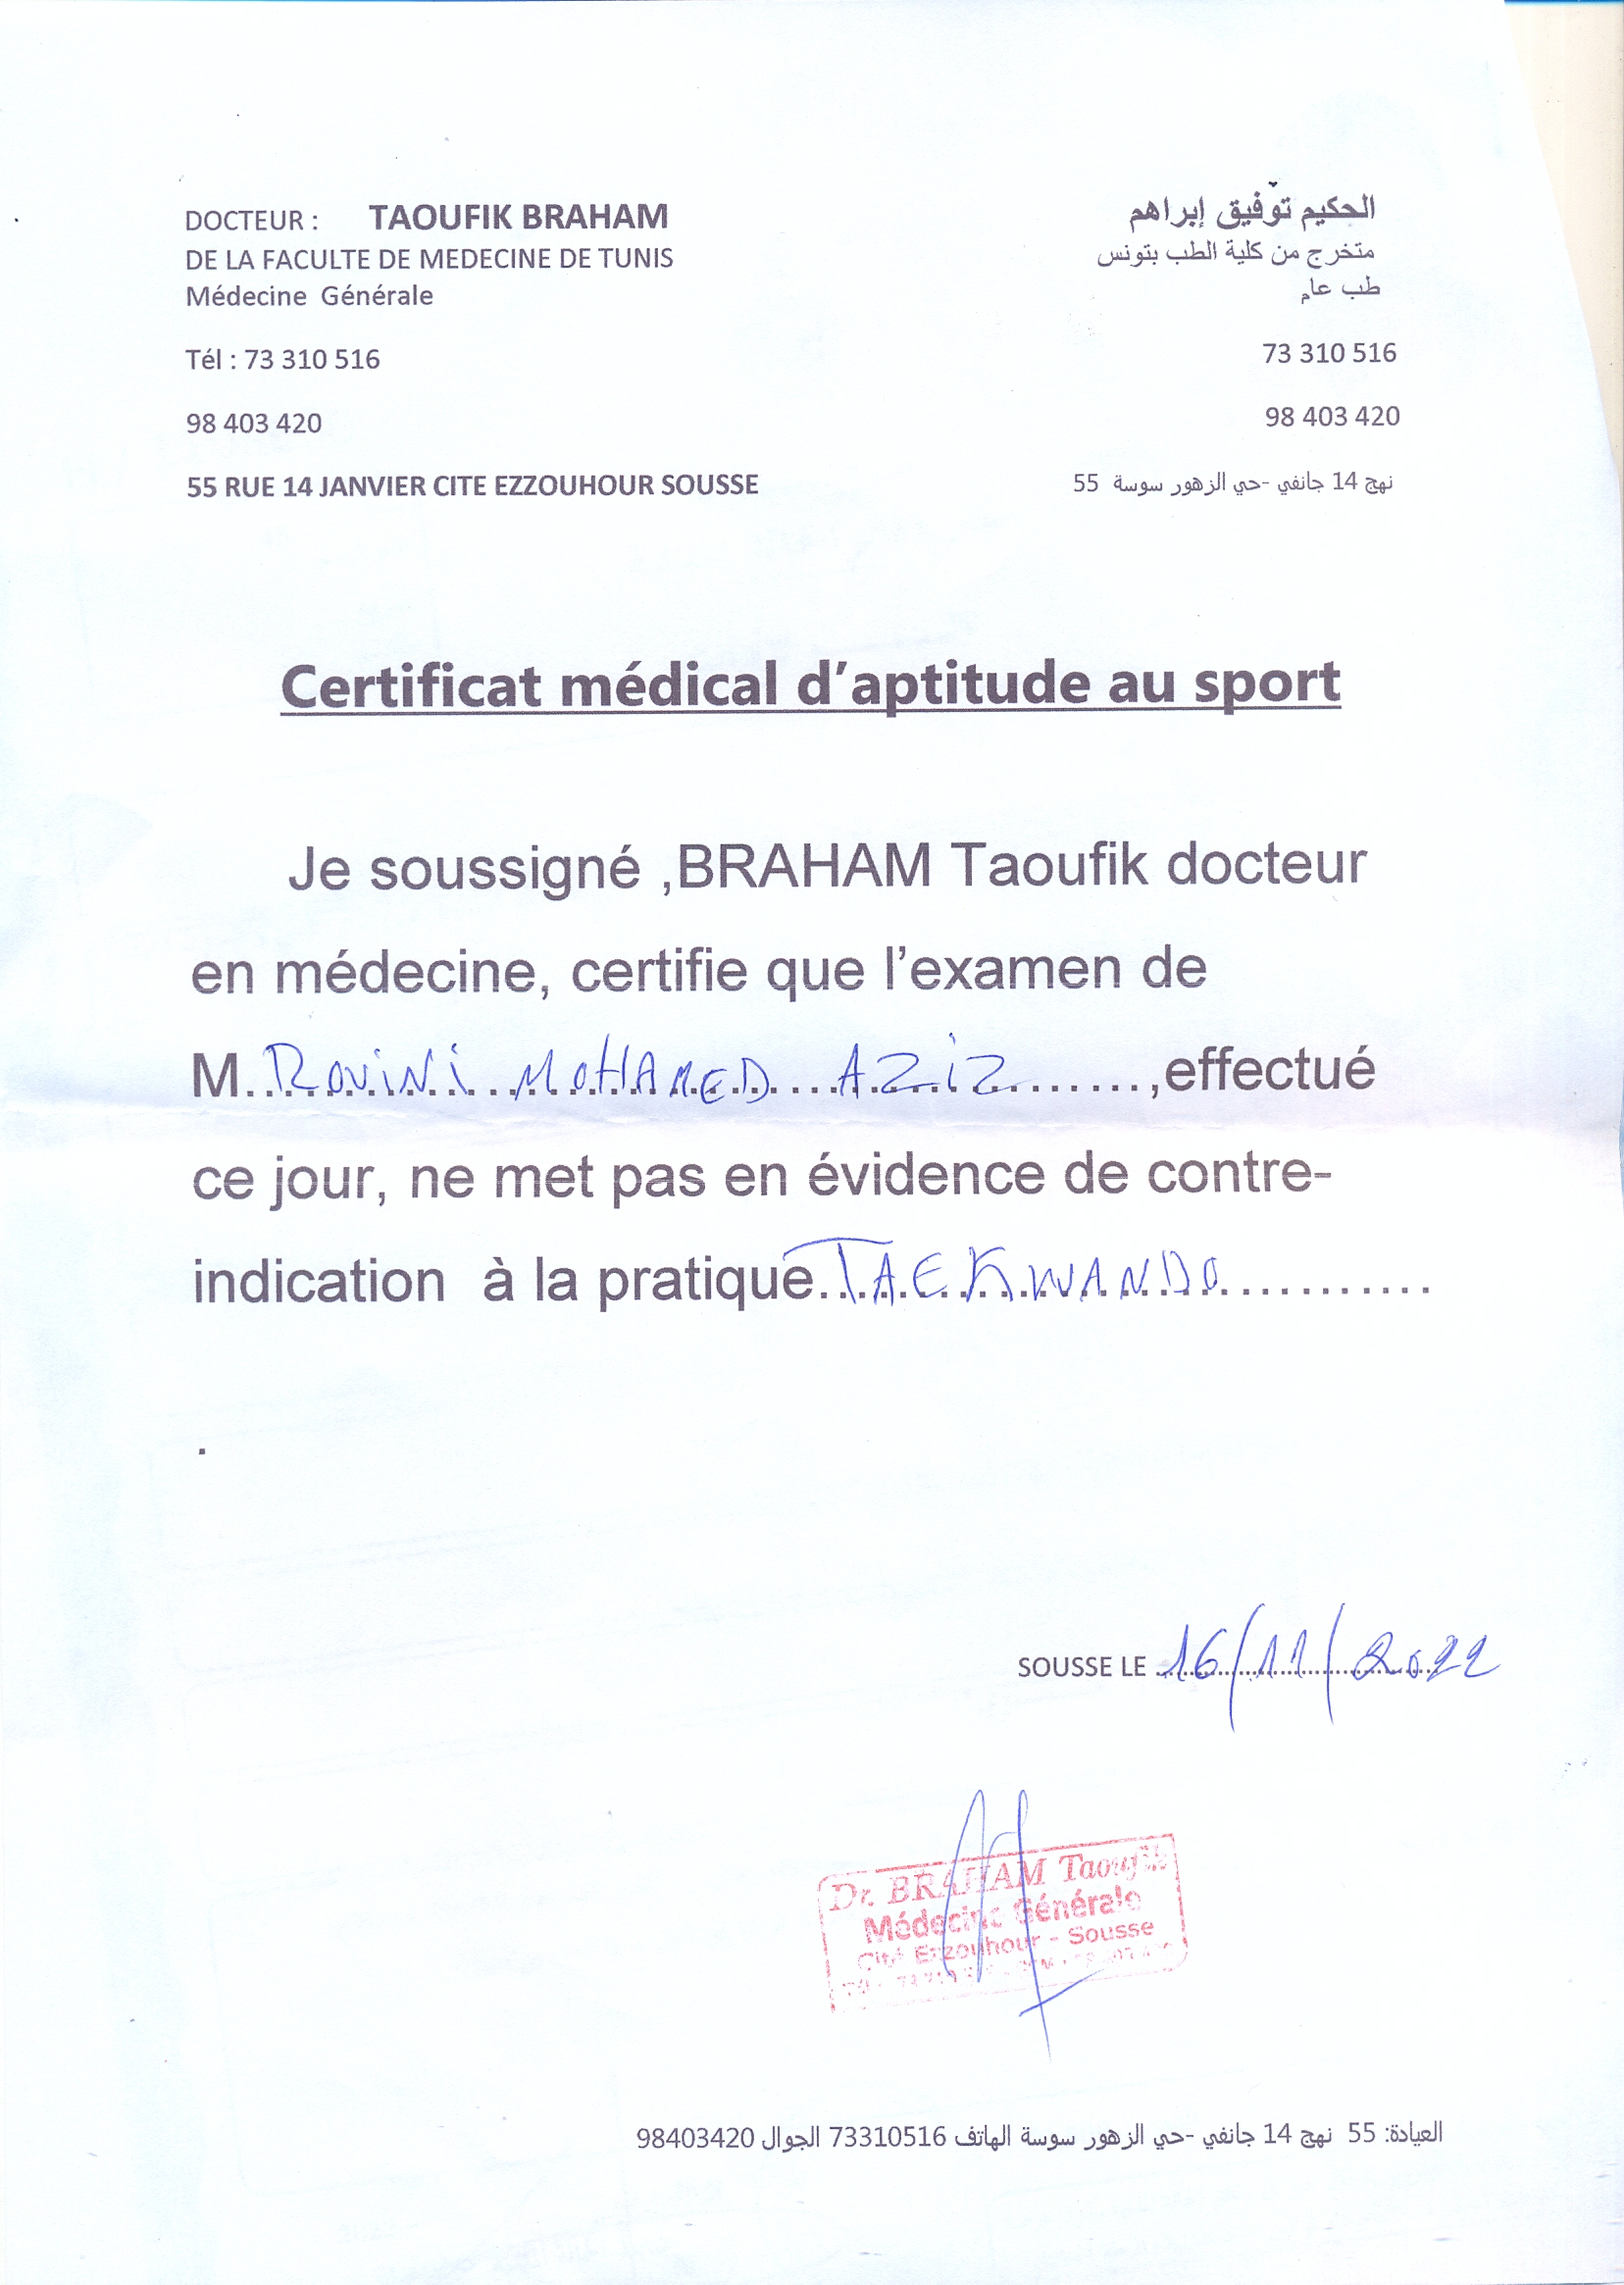 DOCTEUR : TAOUFIK BRAHAM
DE LA FACULTE DE MEDECINE DE TUNIS
Médecine Générale
Tél : 73 310 516
98 403 420
55 RUE 14 JANVIER CITE EZZOUHOUR SOUSSE
الحكيم توفيق إبراهم
متخرج من كلية الطب بتونس
طب عام
73 310 516
98 403 420
55 نهج 14 جانفي -حي الزهور سوسة
Certificat médical d’aptitude au sport
Je soussigné ,BRAHAM Taoufik docteur
en médecine, certifie que l’examen de
M. ROUINI MOHAMED AZIZ ,effectué
ce jour, ne met pas en évidence de contre-
indication à la pratique TAEKWANDO
.
SOUSSE LE 16/11/2022
Dr. BRAHAM Taoufik
Médecine Générale
Cité Ezzouhour - Sousse
العيادة: 55 نهج 14 جانفي -حي الزهور سوسة الهاتف 73310516 الجوال 98403420